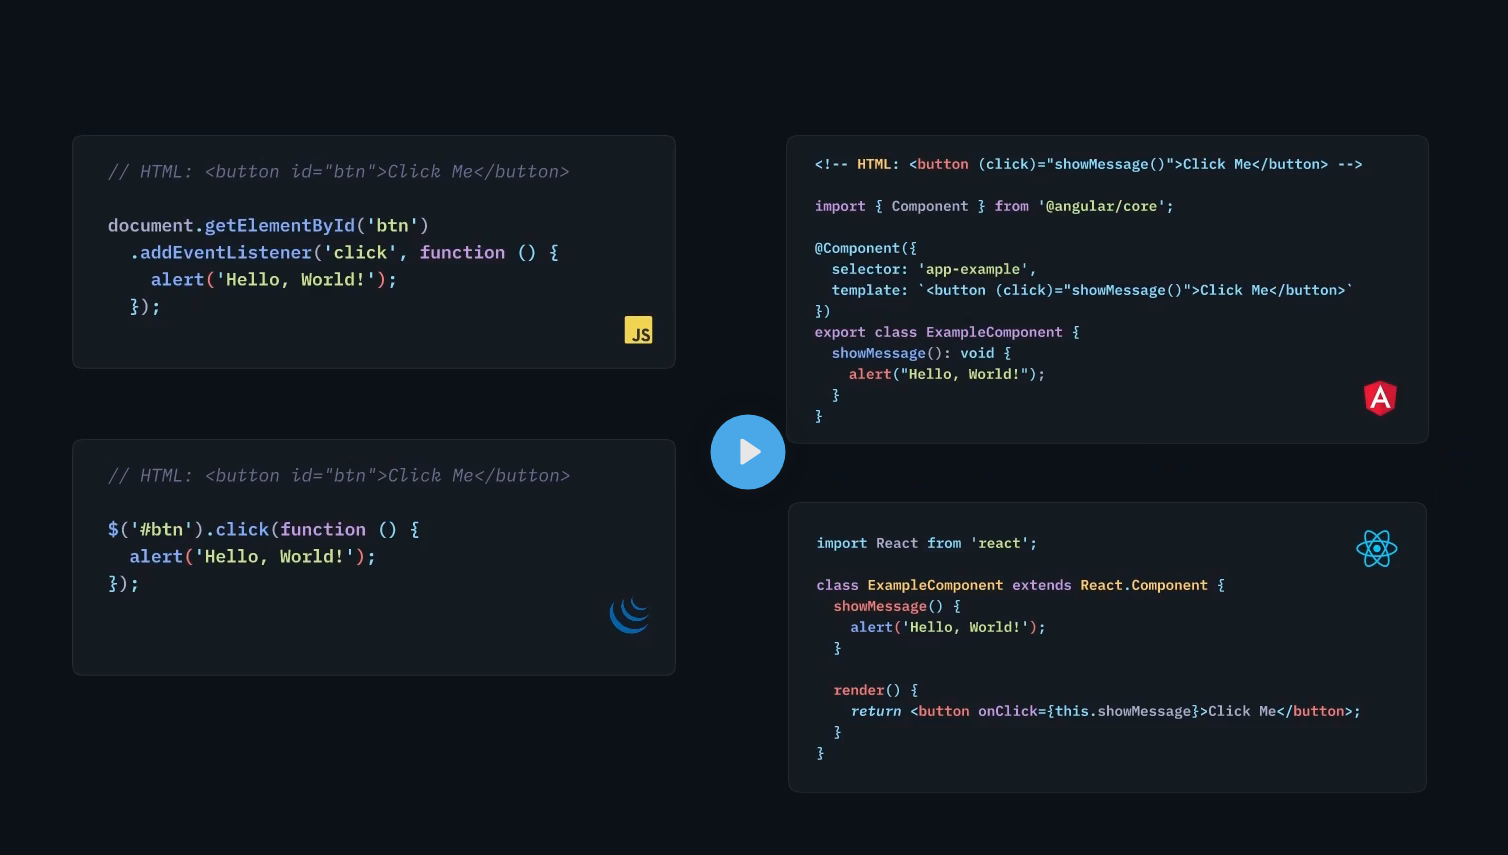 // HTML: <button id="btn">Click Me</button>
document.getElementById('btn')
.addEventListener('click', function () {
alert('Hello, World!');
});
JS
// HTML: <button id="btn">Click Me</button>
$('#btn').click(function () {
alert('Hello, World!');
});
<!-- HTML: <button (click)="showMessage()">Click Me</button> -->
import { Component } from '@angular/core';
@Component({
selector: 'app-example',
template: `<button (click)="showMessage()">Click Me</button>`
})
export class ExampleComponent {
showMessage(): void {
alert("Hello, World!");
}
}
A
import React from 'react';
class ExampleComponent extends React.Component {
showMessage() {
alert('Hello, World!');
}
render() {
return <button onClick={this.showMessage}>Click Me</button>;
}
}